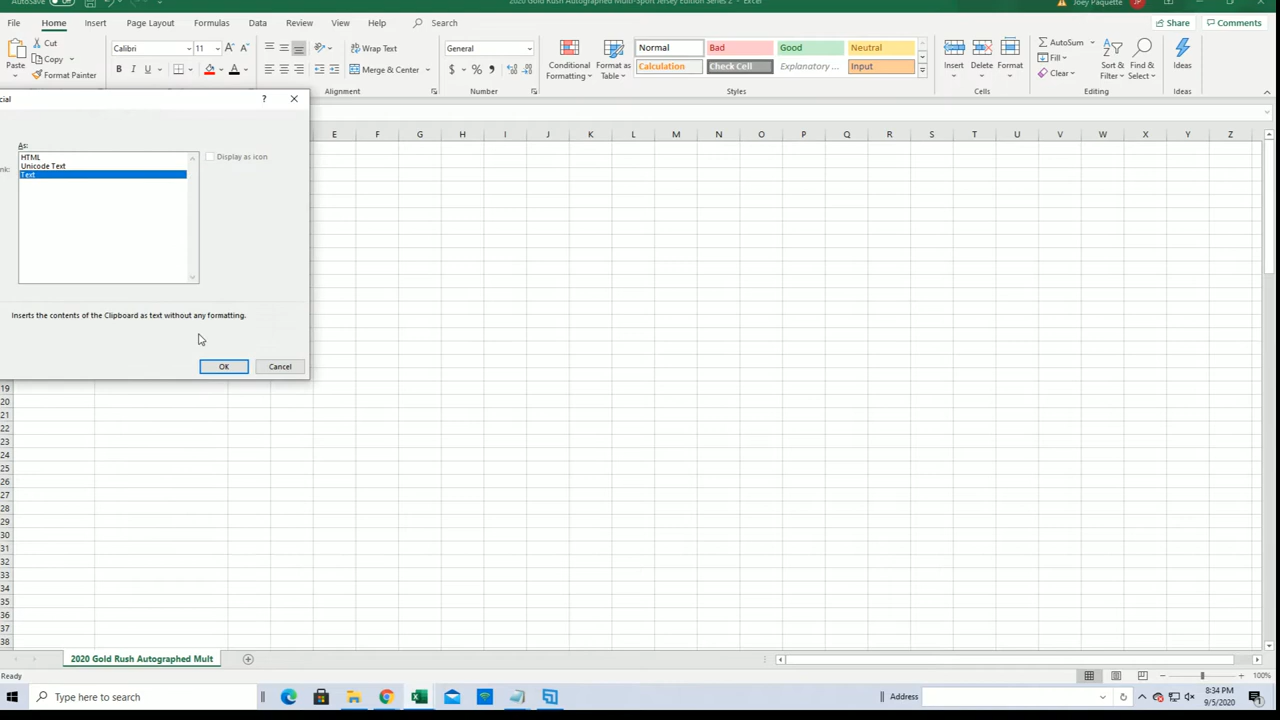 AutoSave
2020 Gold Rush Autographed Multi-Sport Jersey Edition Series 2 - Excel
Joey Paquette
JP
File Home Insert Page Layout Formulas Data Review View Help Search
Share Comments
Paste
Cut
Copy
Format Painter
Calibri 11
B I U
Wrap Text
Merge & Center
Alignment
General
$ % 9
Number
Conditional Formatting
Format as Table
Normal Bad Good Neutral
Calculation Check Cell Explanatory ... Input
Styles
Insert Delete Format
Cells
AutoSum
Fill
Clear
Sort & Filter
Find & Select
Editing
Ideas
Ideas
cial
?
As:
HTML
Unicode Text
Text
Display as icon
nk:
Inserts the contents of the Clipboard as text without any formatting.
OK Cancel
E F G H I J K L M N O P Q R S T U V W X Y Z
19
20
21
22
23
24
25
26
27
28
29
30
31
32
33
34
35
36
37
38
2020 Gold Rush Autographed Mult
Ready
100%
Type here to search
Address
8:34 PM
9/5/2020